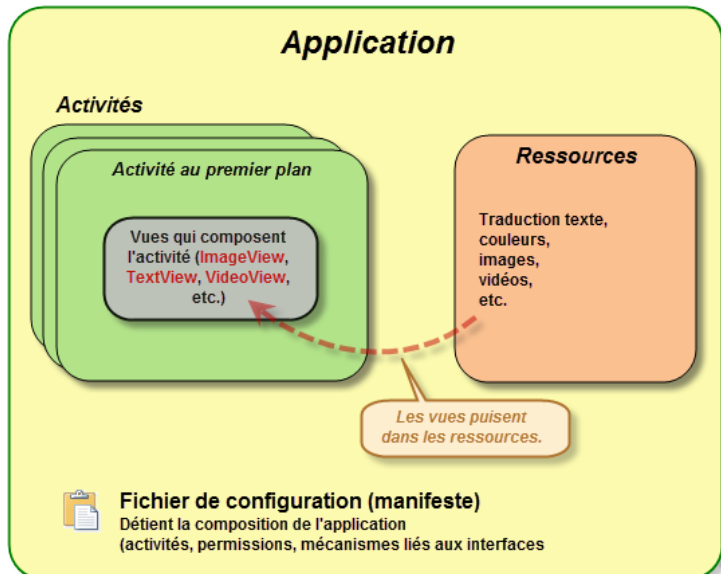 Application
Activités
Activité au premier plan
Vues qui composent
l'activité (ImageView,
TextView, VideoView,
etc.)
Ressources
Traduction texte,
couleurs,
images,
vidéos,
etc.
Les vues puisent
dans les ressources.
Fichier de configuration (manifeste)
Détient la composition de l'application
(activités, permissions, mécanismes liés aux interfaces